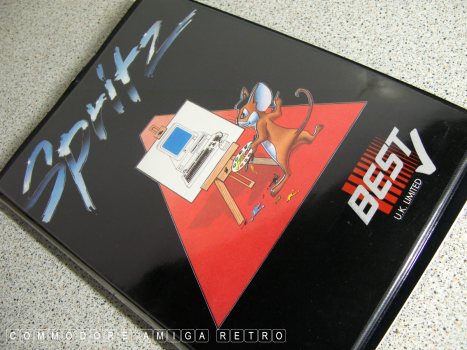 Spritz
BEST
U.K. LIMITED
COMMODORE AMIGA RETRO